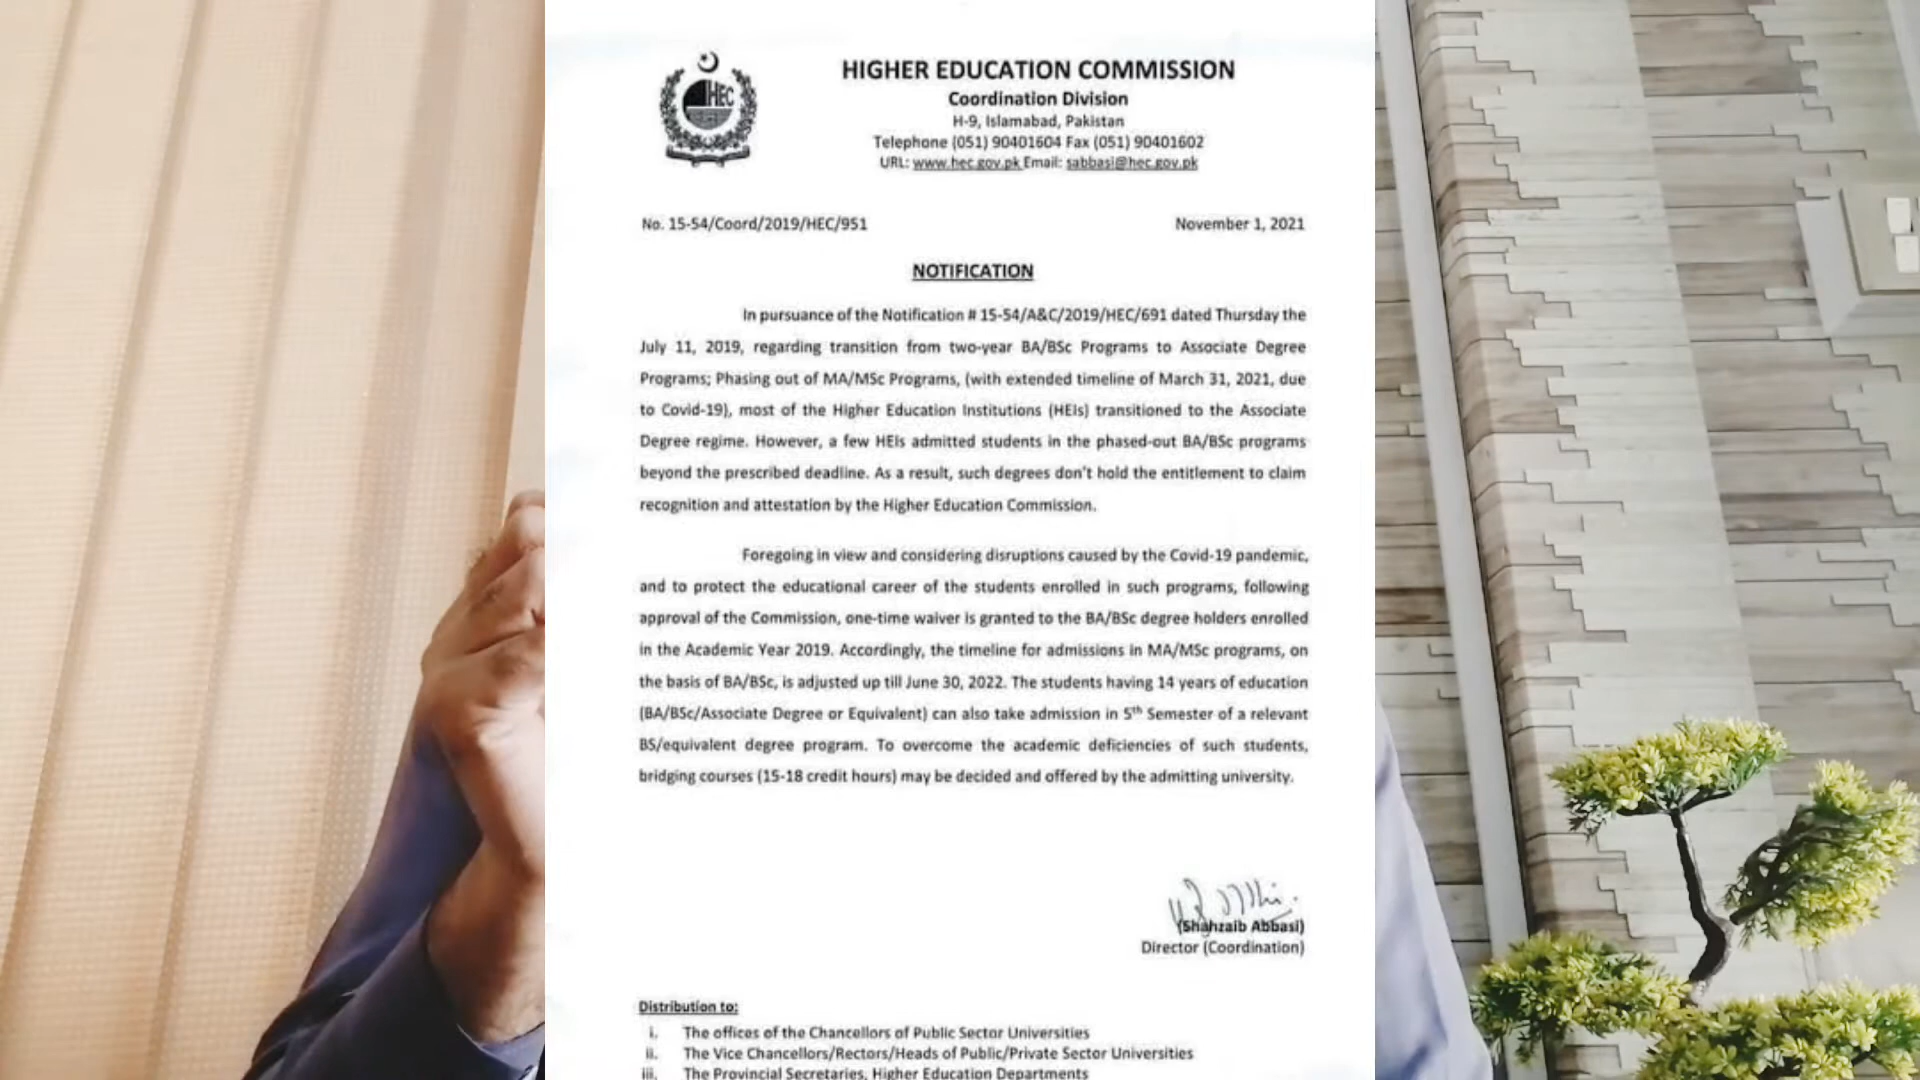 HEC
HIGHER EDUCATION COMMISSION
Coordination Division
H-9, Islamabad, Pakistan
Telephone (051) 90401604 Fax (051) 90401602
URL: www.hec.gov.pk Email: sabbasi@hec.gov.pk
No. 15-54/Coord/2019/HEC/951
November 1, 2021
NOTIFICATION
In pursuance of the Notification # 15-54/A&C/2019/HEC/691 dated Thursday the
July 11, 2019, regarding transition from two-year BA/BSc Programs to Associate Degree
Programs; Phasing out of MA/MSc Programs, (with extended timeline of March 31, 2021, due
to Covid-19), most of the Higher Education Institutions (HEIs) transitioned to the Associate
Degree regime. However, a few HEIs admitted students in the phased-out BA/BSc programs
beyond the prescribed deadline. As a result, such degrees don't hold the entitlement to claim
recognition and attestation by the Higher Education Commission.
Foregoing in view and considering disruptions caused by the Covid-19 pandemic,
and to protect the educational career of the students enrolled in such programs, following
approval of the Commission, one-time waiver is granted to the BA/BSc degree holders enrolled
in the Academic Year 2019. Accordingly, the timeline for admissions in MA/MSc programs, on
the basis of BA/BSc, is adjusted up till June 30, 2022. The students having 14 years of education
(BA/BSc/Associate Degree or Equivalent) can also take admission in 5th Semester of a relevant
BS/equivalent degree program. To overcome the academic deficiencies of such students,
bridging courses (15-18 credit hours) may be decided and offered by the admitting university.
(Shahzaib Abbasi)
Director (Coordination)
Distribution to:
i. The offices of the Chancellors of Public Sector Universities
ii. The Vice Chancellors/Rectors/Heads of Public/Private Sector Universities
iii. The Provincial Secretaries, Higher Education Departments